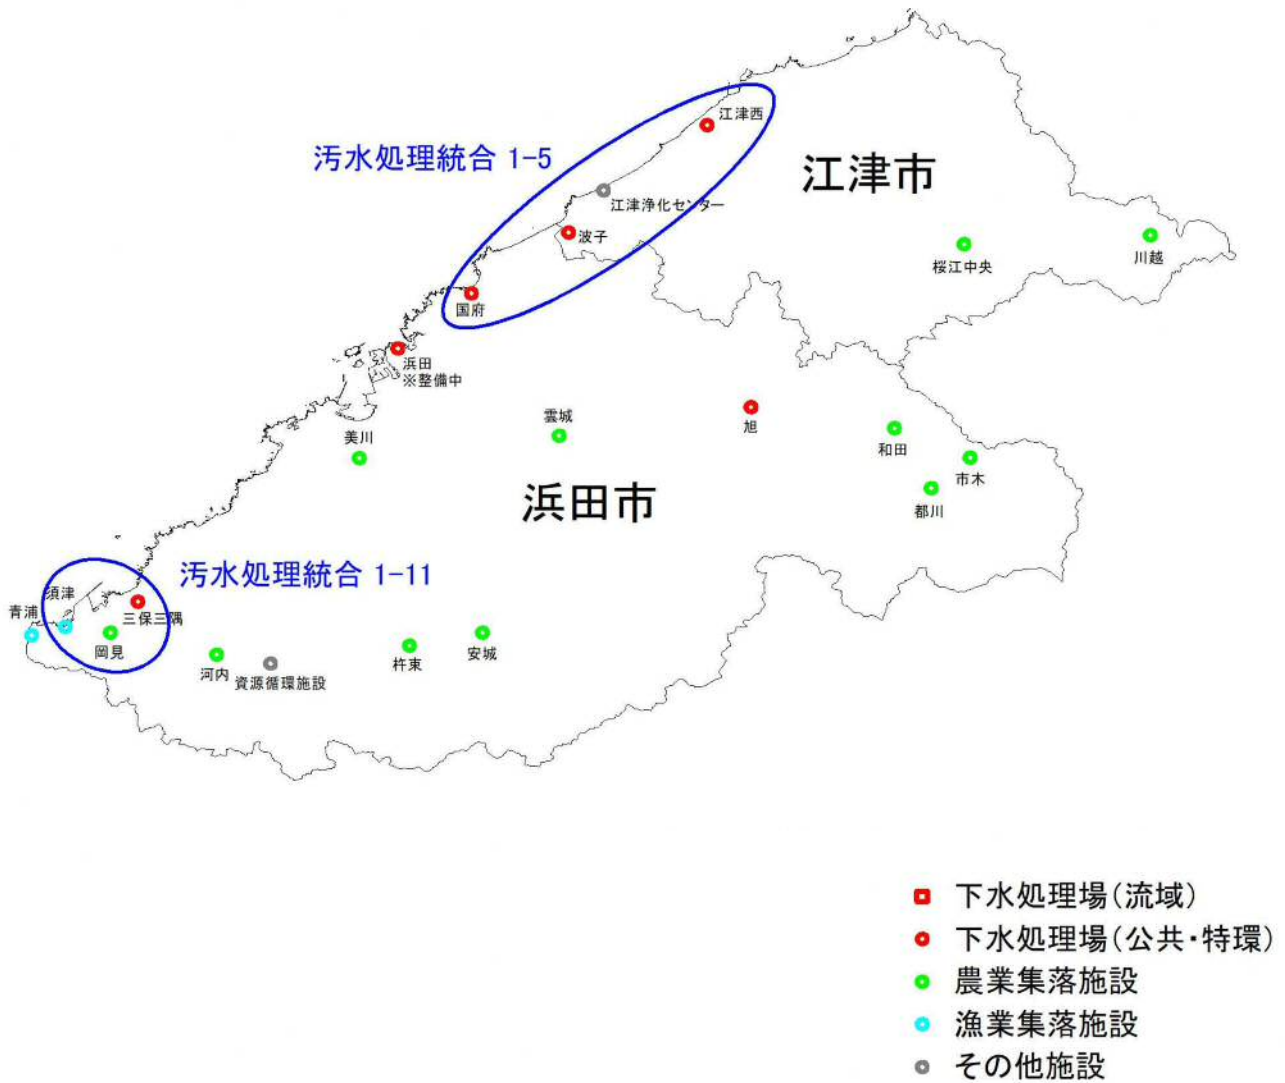 江津西
汚水処理統合 1-5
江津市
江津浄化センター
波子
桜江中央
川越
国府
浜田
※整備中
雲城
旭
美川
和田
市木
浜田市
都川
汚水処理統合 1-11
須津
青浦
三保三隅
岡見
河内
資源循環施設
杵束
安城
下水処理場(流域)
下水処理場(公共・特環)
農業集落施設
漁業集落施設
その他施設